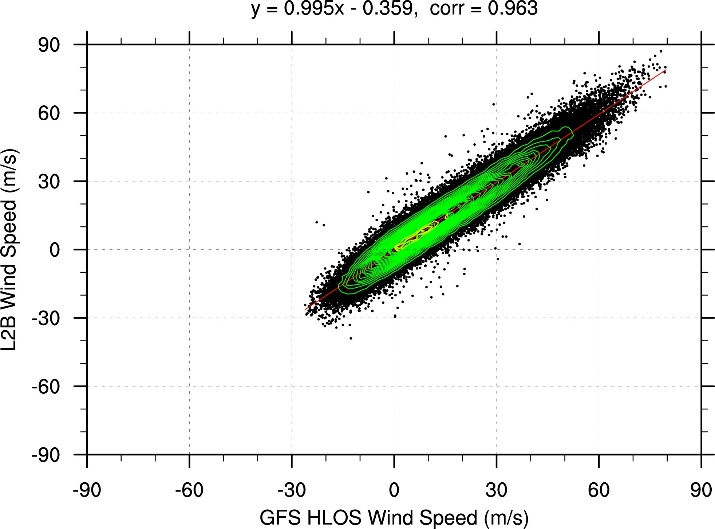 y = 0.995x - 0.359, corr = 0.963
90
60
30
0
-30
-60
-90
L2B Wind Speed (m/s)
-90 -60 -30 0 30 60 90
GFS HLOS Wind Speed (m/s)